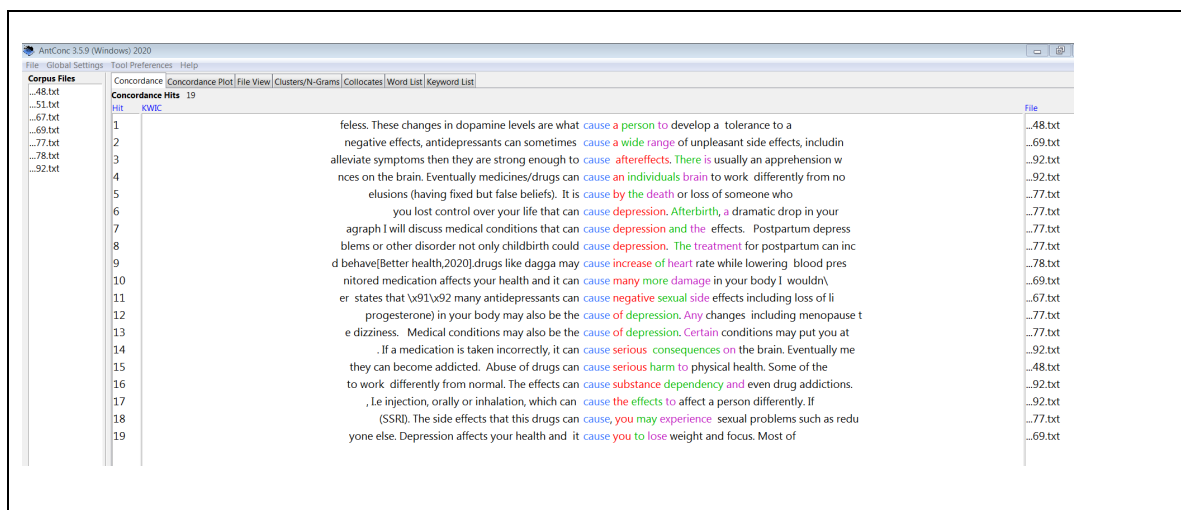 AntConc 3.5.9 (Windows) 2020
File Global Settings Tool Preferences Help
Corpus Files
...48.txt
...51.txt
...67.txt
...69.txt
...77.txt
...78.txt
...92.txt
Concordance Concordance Plot File View Clusters/N-Grams Collocates Word List Keyword List
Concordance Hits 19
Hit KWIC File
1 feless. These changes in dopamine levels are what cause a person to develop a tolerance to a ...48.txt
2 negative effects, antidepressants can sometimes cause a wide range of unpleasant side effects, includin ...69.txt
3 alleviate symptoms then they are strong enough to cause aftereffects. There is usually an apprehension w ...92.txt
4 nces on the brain. Eventually medicines/drugs can cause an individuals brain to work differently from no ...92.txt
5 elusions (having fixed but false beliefs). It is cause by the death or loss of someone who ...77.txt
6 you lost control over your life that can cause depression. Afterbirth, a dramatic drop in your ...77.txt
7 agraph I will discuss medical conditions that can cause depression and the effects. Postpartum depress ...77.txt
8 blems or other disorder not only childbirth could cause depression. The treatment for postpartum can inc ...77.txt
9 d behave[Better health,2020].drugs like dagga may cause increase of heart rate while lowering blood pres ...78.txt
10 nitored medication affects your health and it can cause many more damage in your body I wouldn\ ...69.txt
11 er states that \x91\x92 many antidepressants can cause negative sexual side effects including loss of li ...67.txt
12 progesterone) in your body may also be the cause of depression. Any changes including menopause t ...77.txt
13 e dizziness. Medical conditions may also be the cause of depression. Certain conditions may put you at ...77.txt
14 . If a medication is taken incorrectly, it can cause serious consequences on the brain. Eventually me ...92.txt
15 they can become addicted. Abuse of drugs can cause serious harm to physical health. Some of the ...48.txt
16 to work differently from normal. The effects can cause substance dependency and even drug addictions. ...92.txt
17 , I.e injection, orally or inhalation, which can cause the effects to affect a person differently. If ...92.txt
18 (SSRI). The side effects that this drugs can cause, you may experience sexual problems such as redu ...77.txt
19 yone else. Depression affects your health and it cause you to lose weight and focus. Most of ...69.txt